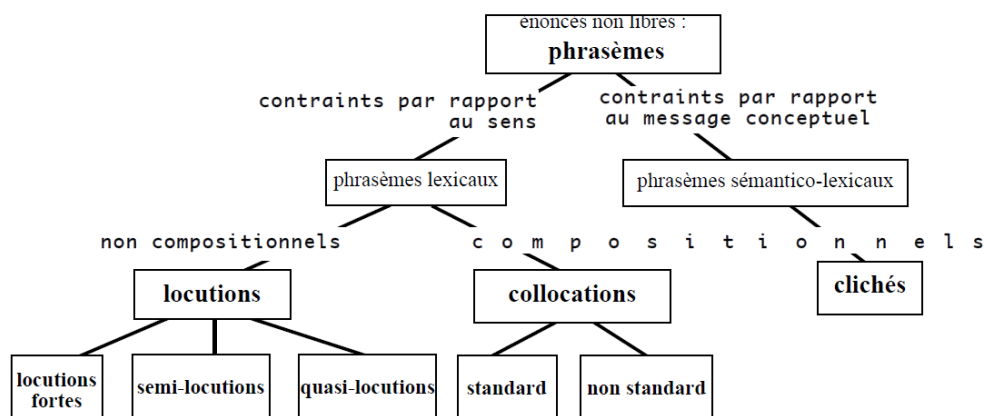 énoncés non libres :
phrasèmes
contraints par rapport
au sens
contraints par rapport
au message conceptuel
phrasèmes lexicaux
phrasèmes sémantico-lexicaux
non compositionnels
c o m p o s i t i o n n e l s
locutions
collocations
clichés
locutions
fortes
semi-locutions
quasi-locutions
standard
non standard